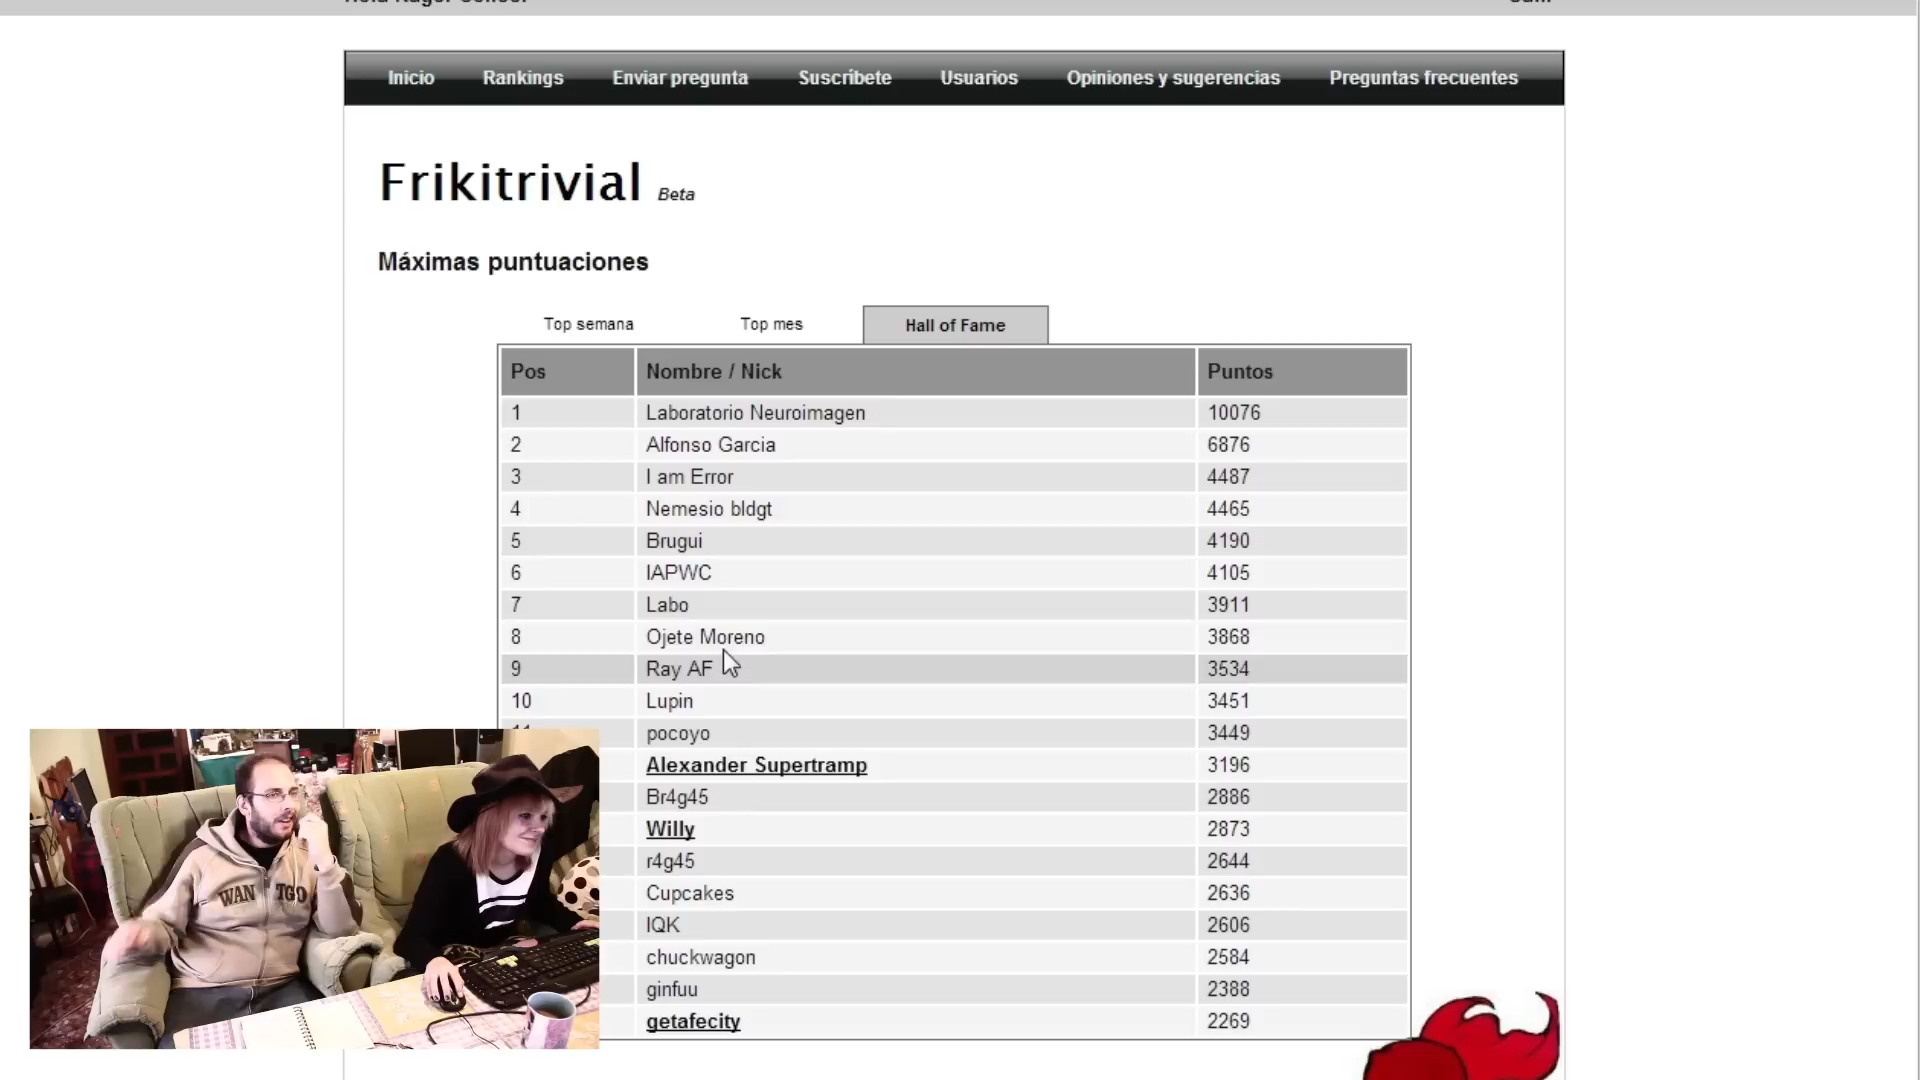 Inicio Rankings Enviar pregunta Suscríbete Usuarios Opiniones y sugerencias Preguntas frecuentes
Frikitrivial Beta
Máximas puntuaciones
Top semana Top mes Hall of Fame
Pos Nombre / Nick Puntos
1 Laboratorio Neuroimagen 10076
2 Alfonso Garcia 6876
3 I am Error 4487
4 Nemesio bldgt 4465
5 Brugui 4190
6 IAPWC 4105
7 Labo 3911
8 Ojete Moreno 3868
9 Ray AF 3534
10 Lupin 3451
pocoyo 3449
Alexander Supertramp 3196
Br4g45 2886
Willy 2873
r4g45 2644
Cupcakes 2636
IQK 2606
chuckwagon 2584
ginfuu 2388
getafecity 2269